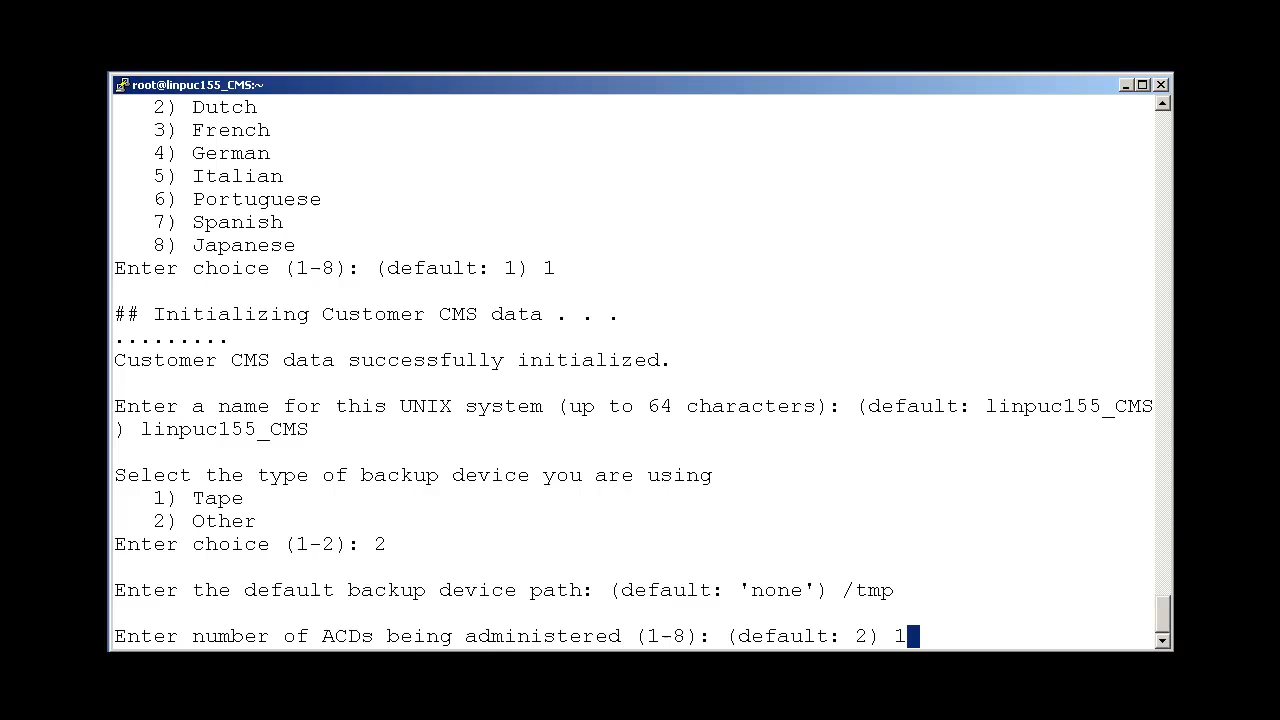 root@linpuc155_CMS:~
2) Dutch
3) French
4) German
5) Italian
6) Portuguese
7) Spanish
8) Japanese
Enter choice (1-8): (default: 1) 1
## Initializing Customer CMS data . . .
.........
Customer CMS data successfully initialized.
Enter a name for this UNIX system (up to 64 characters): (default: linpuc155_CMS
) linpuc155_CMS
Select the type of backup device you are using
1) Tape
2) Other
Enter choice (1-2): 2
Enter the default backup device path: (default: 'none') /tmp
Enter number of ACDs being administered (1-8): (default: 2) 1